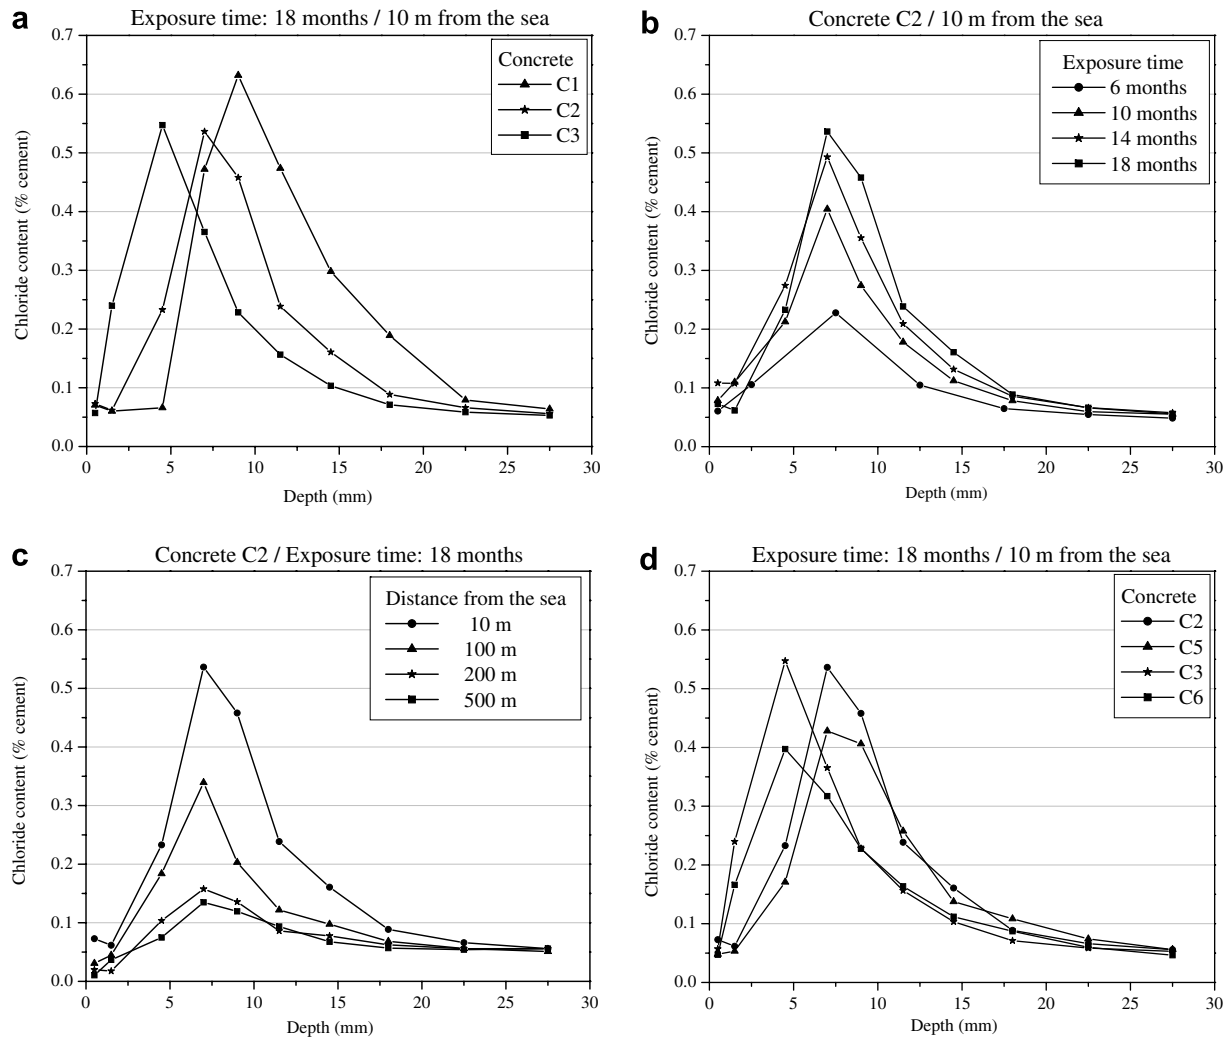 a
Exposure time: 18 months / 10 m from the sea
0.7
0.6
0.5
0.4
0.3
0.2
0.1
0.0
Chloride content (% cement)
Concrete
C1
C2
C3
0 5 10 15 20 25 30
Depth (mm)
b
Concrete C2 / 10 m from the sea
0.7
0.6
0.5
0.4
0.3
0.2
0.1
0.0
Chloride content (% cement)
Exposure time
6 months
10 months
14 months
18 months
0 5 10 15 20 25 30
Depth (mm)
c
Concrete C2 / Exposure time: 18 months
0.7
0.6
0.5
0.4
0.3
0.2
0.1
0.0
Chloride content (% cement)
Distance from the sea
10 m
100 m
200 m
500 m
0 5 10 15 20 25 30
Depth (mm)
d
Exposure time: 18 months / 10 m from the sea
0.7
0.6
0.5
0.4
0.3
0.2
0.1
0.0
Chloride content (% cement)
Concrete
C2
C5
C3
C6
0 5 10 15 20 25 30
Depth (mm)